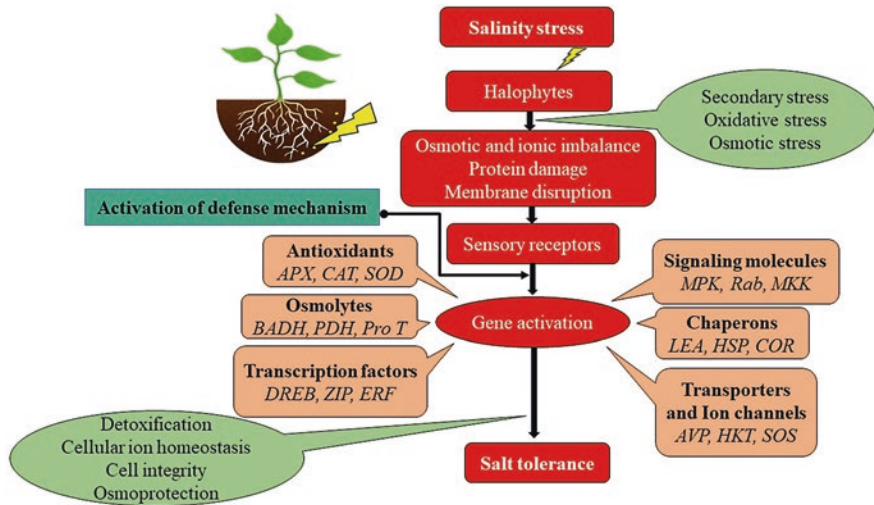 Salinity stress
Halophytes
Secondary stress
Oxidative stress
Osmotic stress
Osmotic and ionic imbalance
Protein damage
Membrane disruption
Activation of defense mechanism
Sensory receptors
Antioxidants
APX, CAT, SOD
Osmolytes
BADH, PDH, Pro T
Transcription factors
DREB, ZIP, ERF
Gene activation
Signaling molecules
MPK, Rab, MKK
Chaperons
LEA, HSP, COR
Transporters
and Ion channels
AVP, HKT, SOS
Detoxification
Cellular ion homeostasis
Cell integrity
Osmoprotection
Salt tolerance